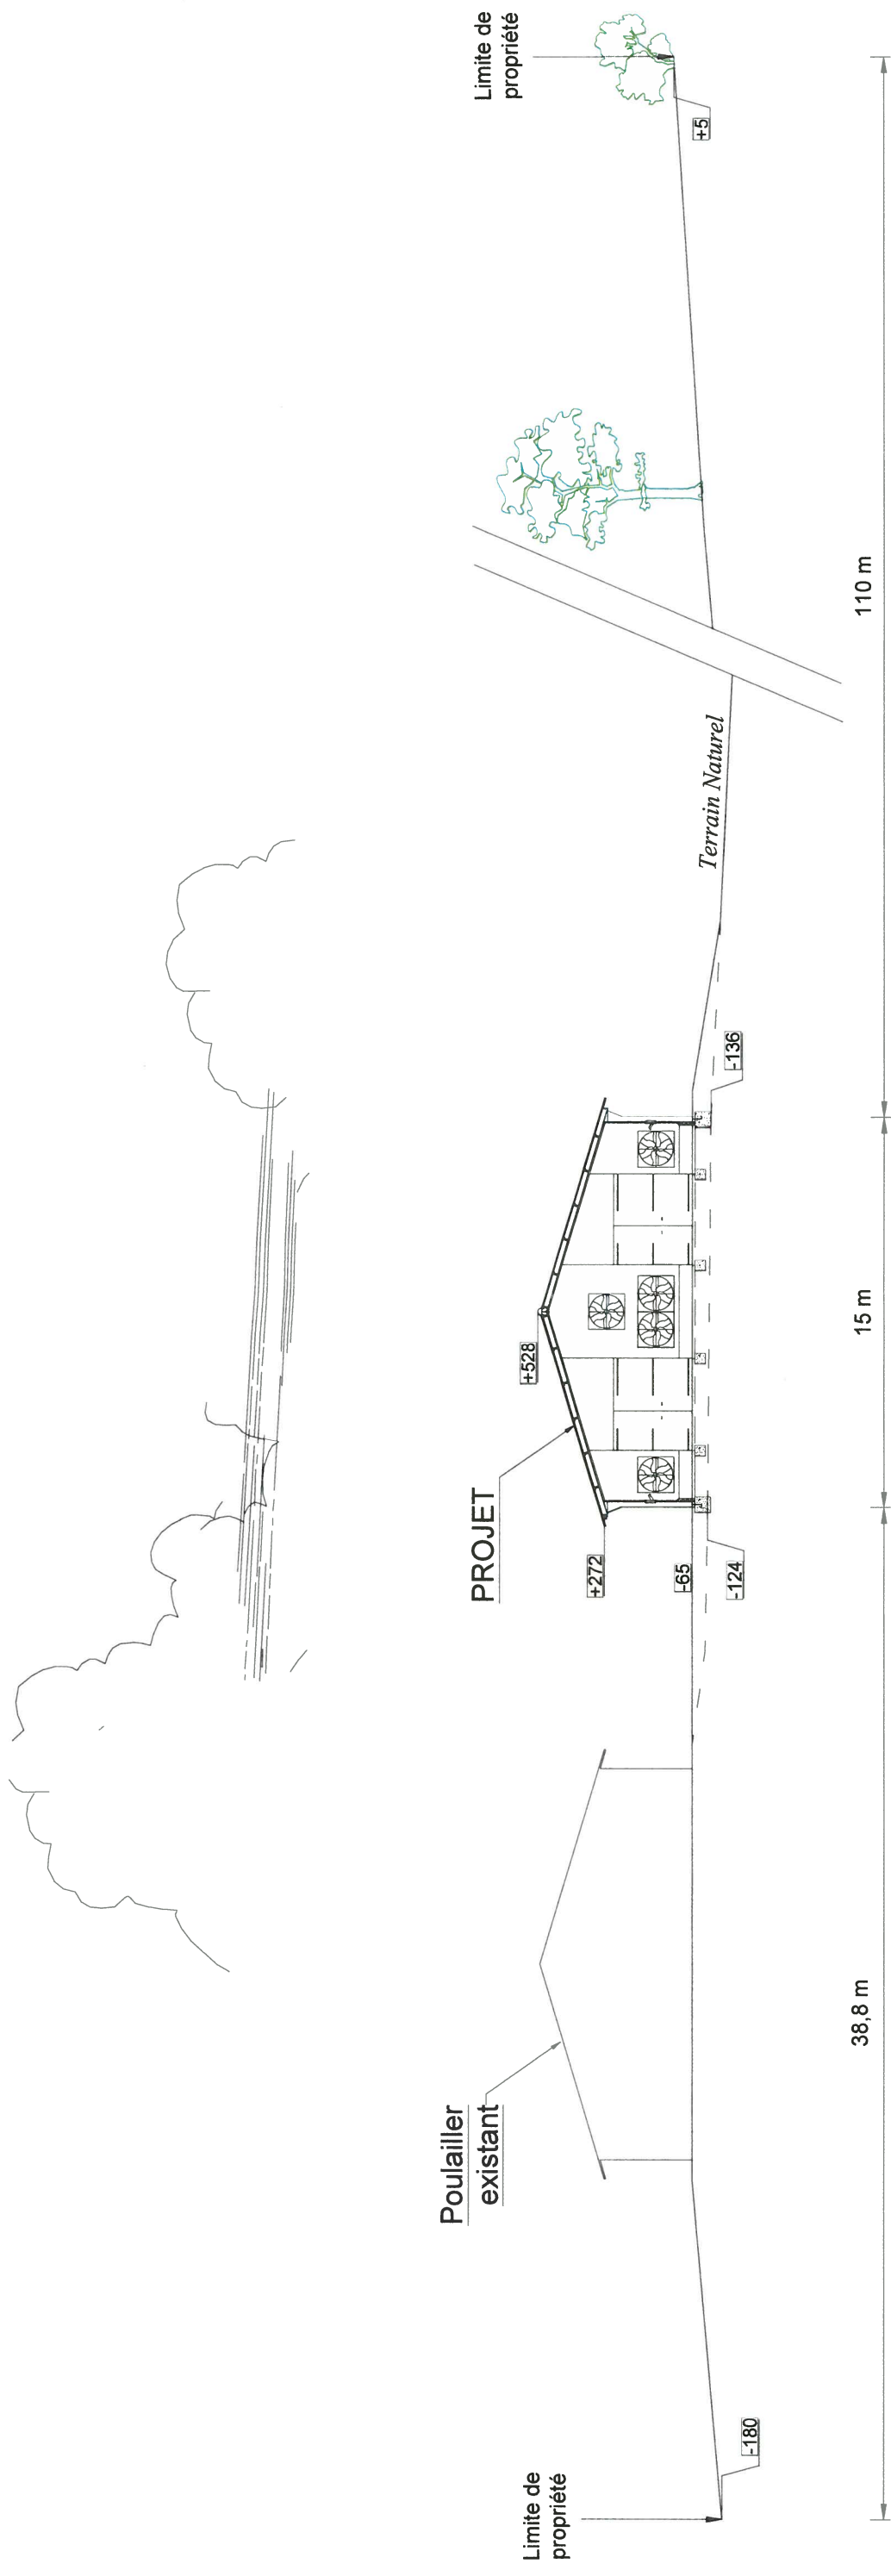 Limite de
propriété
Poulailler
existant
PROJET
Limite de
propriété
+528
+272
-65
-124
-136
-180
+5
Terrain Naturel
38,8 m
15 m
110 m